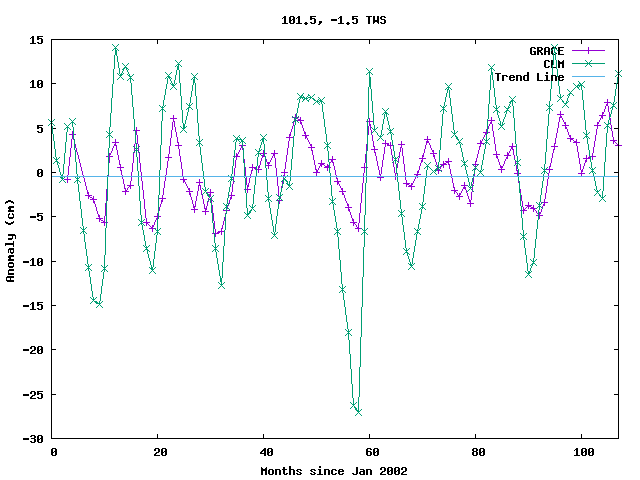 101.5, -1.5 TWS
GRACE
CLM
Trend Line
15
10
5
0
-5
-10
-15
-20
-25
-30
Anomaly (cm)
0 20 40 60 80 100
Months since Jan 2002